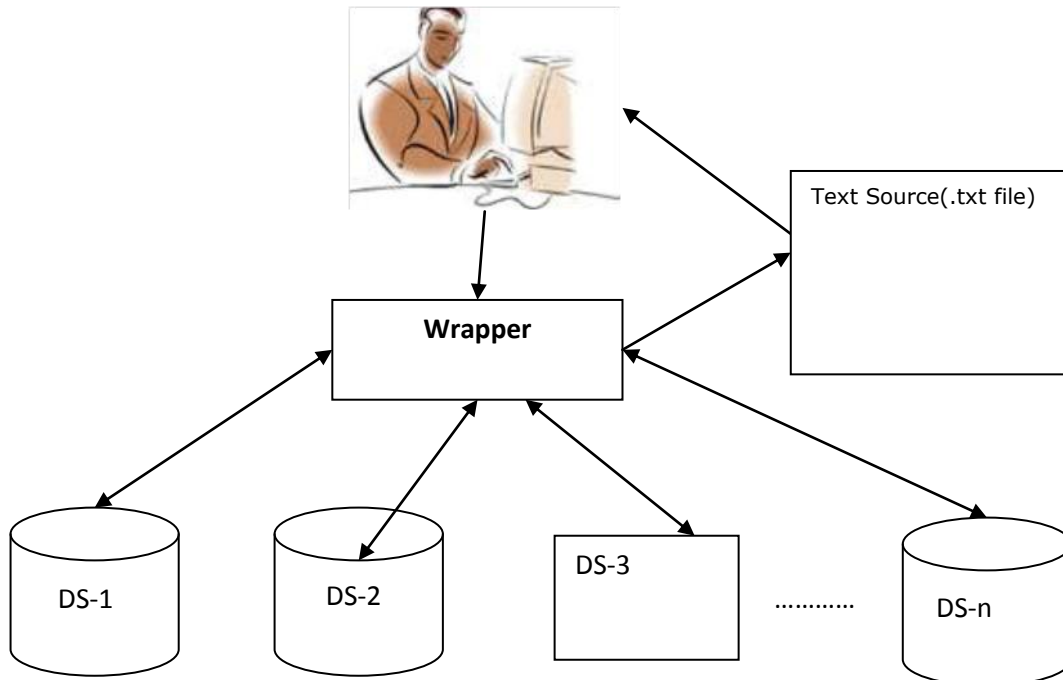 Text Source(.txt file)
Wrapper
DS-1
DS-2
DS-3
…………
DS-n